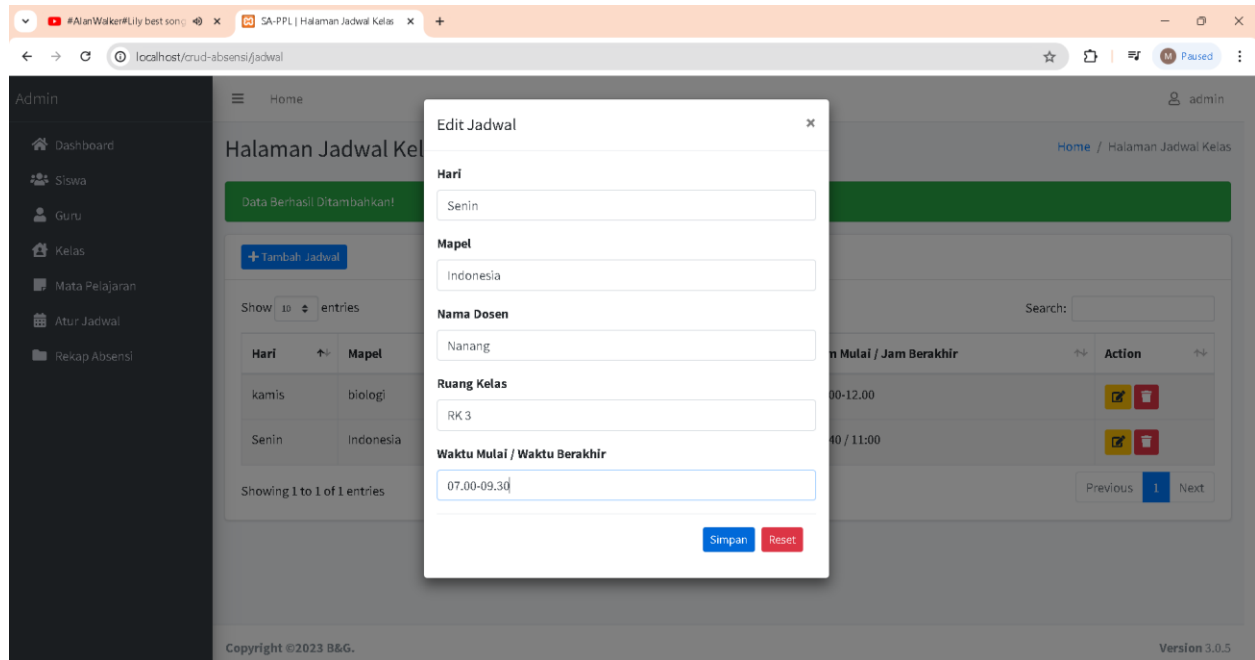 #AlanWalker#Lily best song
SA-PPL | Halaman Jadwal Kelas
localhost/crud-absensi/jadwal
M Paused
Admin
Home
admin
Edit Jadwal
Dashboard
Siswa
Guru
Kelas
Mata Pelajaran
Atur Jadwal
Rekap Absensi
Halaman Jadwal Kel
Home / Halaman Jadwal Kelas
Data Berhasil Ditambahkan!
Tambah Jadwal
Show 10 entries
Search:
Hari Mapel
Mulai / Jam Berakhir Action
kamis biologi
00-12.00
Senin Indonesia
40 / 11:00
Showing 1 to 1 of 1 entries
Previous 1 Next
Hari
Senin
Mapel
Indonesia
Nama Dosen
Nanang
Ruang Kelas
RK 3
Waktu Mulai / Waktu Berakhir
07.00-09.30
Simpan Reset
Copyright ©2023 B&G.
Version 3.0.5